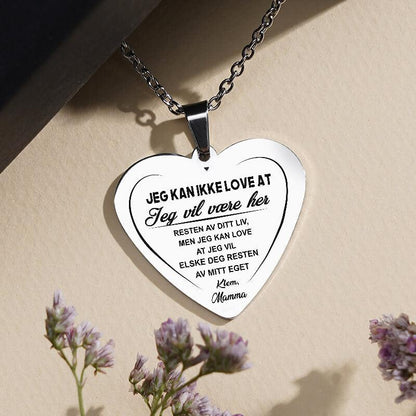 JEG KAN IKKE LOVE AT
Jeg vil være her
RESTEN AV DITT LIV,
MEN JEG KAN LOVE
AT JEG VIL
ELSKE DEG RESTEN
AV MITT EGET
Klem,
Mamma